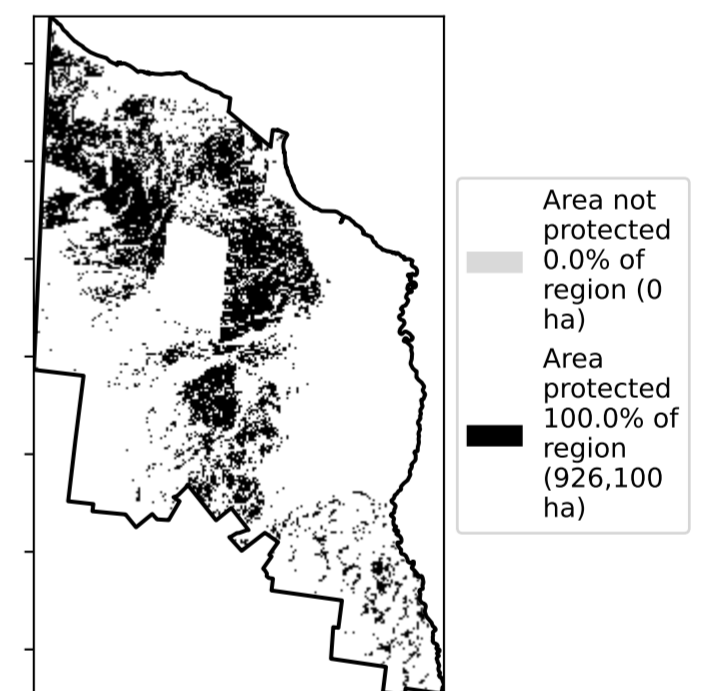 Area not
protected
0.0% of
region (0
ha)
Area
protected
100.0% of
region
(926,100
ha)